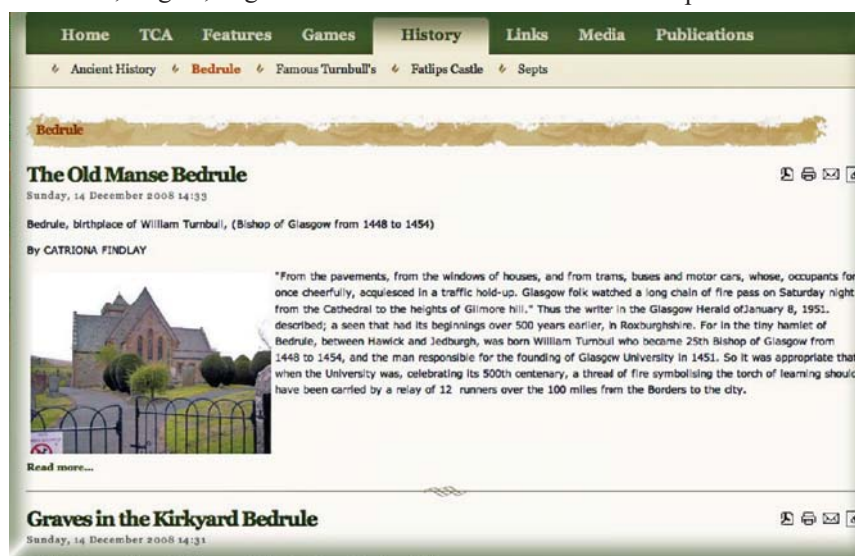 Home TCA Features Games History Links Media Publications
Ancient History Bedrule Famous Turnbull's Fatlips Castle Septs
Bedrule
The Old Manse Bedrule
Sunday, 14 December 2008 14:33
Bedrule, birthplace of William Turnbull, (Bishop of Glasgow from 1448 to 1454)
By CATRIONA FINDLAY
"From the pavements, from the windows of houses, and from trans, buses and motor cars, whose, occupants for
once cheerfully, acquiesced in a traffic hold-up. Glasgow folk watched a long chain of fire pass on Saturday night
from the Cathedral to the heights of Gilmore hill." Thus the writer in the Glasgow Herald ofJanuary 8, 1951.
described; a seen that had its beginnings over 500 years earlier, in Roxburghshire. For in the tiny hamlet of
Bedrule, between Hawick and Jedburgh, was born William Turnbull who became 25th Bishop of Glasgow from
1448 to 1454, and the man responsible for the founding of Glasgow University in 1451. So it was appropriate that
when the University was, celebrating its 500th centenary, a thread of fire symbolising the torch of learning should
have been carried by a relay of 12 runners over the 100 miles from the Borders to the city.
Read more...
Graves in the Kirkyard Bedrule
Sunday, 14 December 2008 14:31